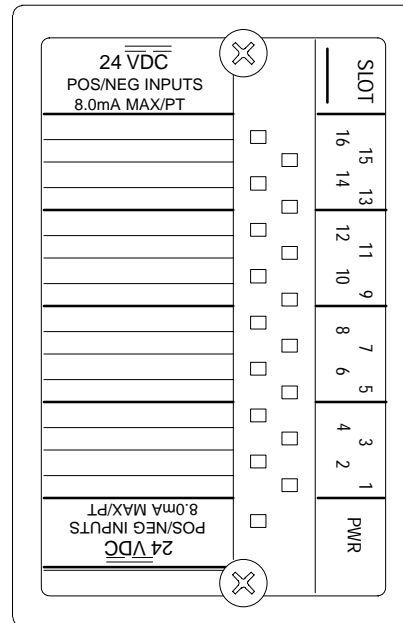 24 VDC
POS/NEG INPUTS
8.0mA MAX/PT
SLOT
16 15
14 13
12 11
10 9
8 7
6 5
4 3
2 1
PWR
24 VDC
POS/NEG INPUTS
8.0mA MAX/PT